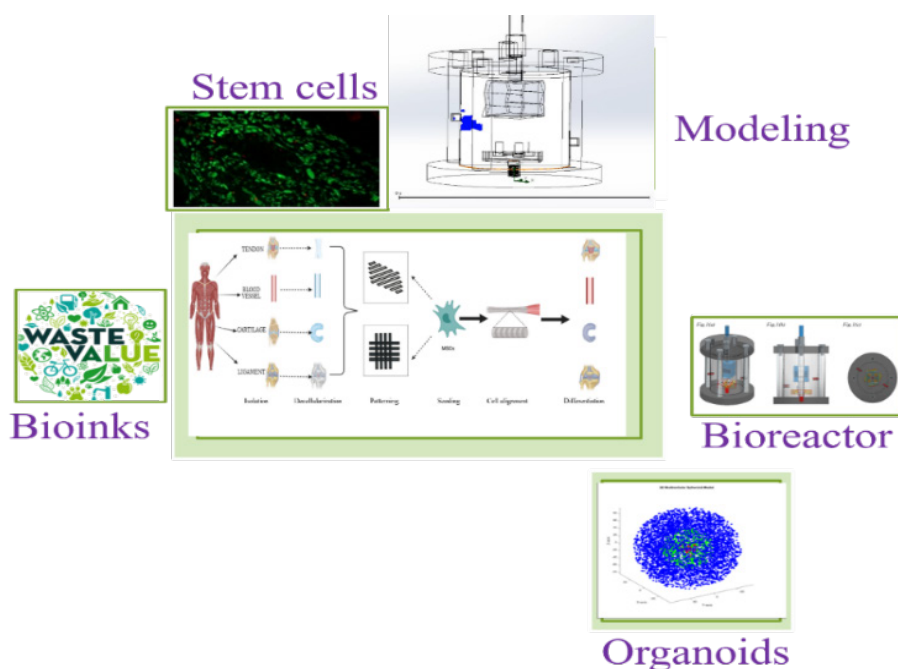 Stem cells
Modeling
TENDON
BLOOD
VESSEL
CARTILAGE
LIGAMENT
MSCs
Isolation
Decellularization
Patterning
Seeding
Cell alignment
Differentiation
WASTE
VALUE
Bioinks
Bioreactor
Organoids